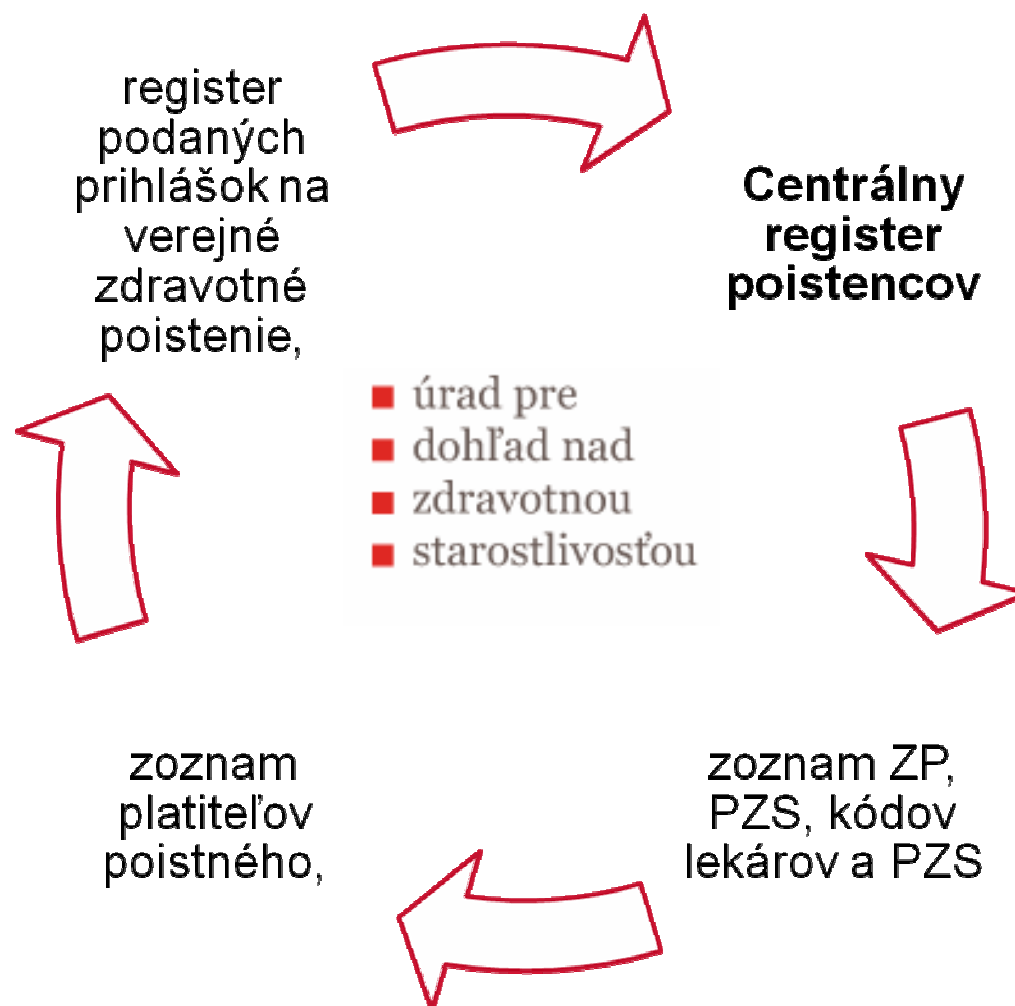 register
podaných
prihlášok na
verejné
zdravotné
poistenie,
Centrálny
register
poistencov
úrad pre
dohľad nad
zdravotnou
starostlivosťou
zoznam
platiteľov
poistného,
zoznam ZP,
PZS, kódov
lekárov a PZS